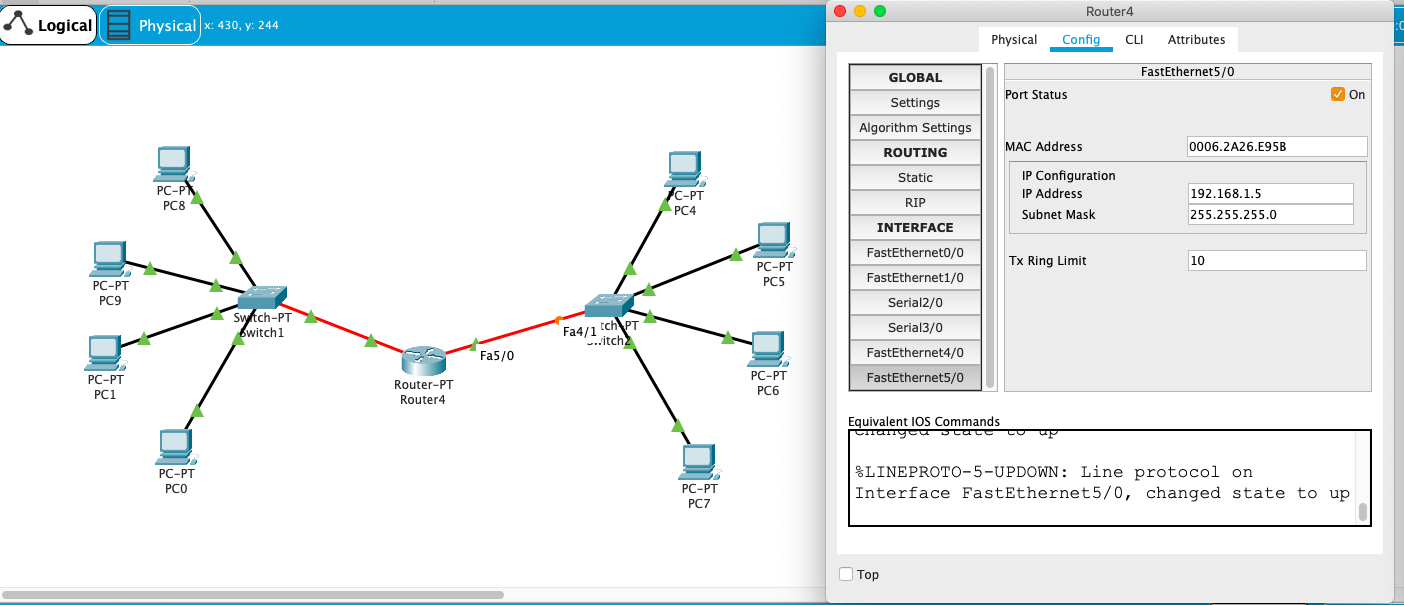 Logical
Physical
x: 430, y: 244
PC-PT
PC8
PC-PT
PC9
PC-PT
PC1
PC-PT
PC0
Switch-PT
Switch1
Router-PT
Router4
Fa5/0
Fa4/1
PC-PT
PC4
PC-PT
PC5
PC-PT
PC6
PC-PT
PC7
Router4
Physical
Config
CLI
Attributes
GLOBAL
Settings
Algorithm Settings
ROUTING
Static
RIP
INTERFACE
FastEthernet0/0
FastEthernet1/0
Serial2/0
Serial3/0
FastEthernet4/0
FastEthernet5/0
FastEthernet5/0
Port Status
On
MAC Address
0006.2A26.E95B
IP Configuration
IP Address
192.168.1.5
Subnet Mask
255.255.255.0
Tx Ring Limit
10
Equivalent IOS Commands
changed state to up
%LINEPROTO-5-UPDOWN: Line protocol on
Interface FastEthernet5/0, changed state to up
Top